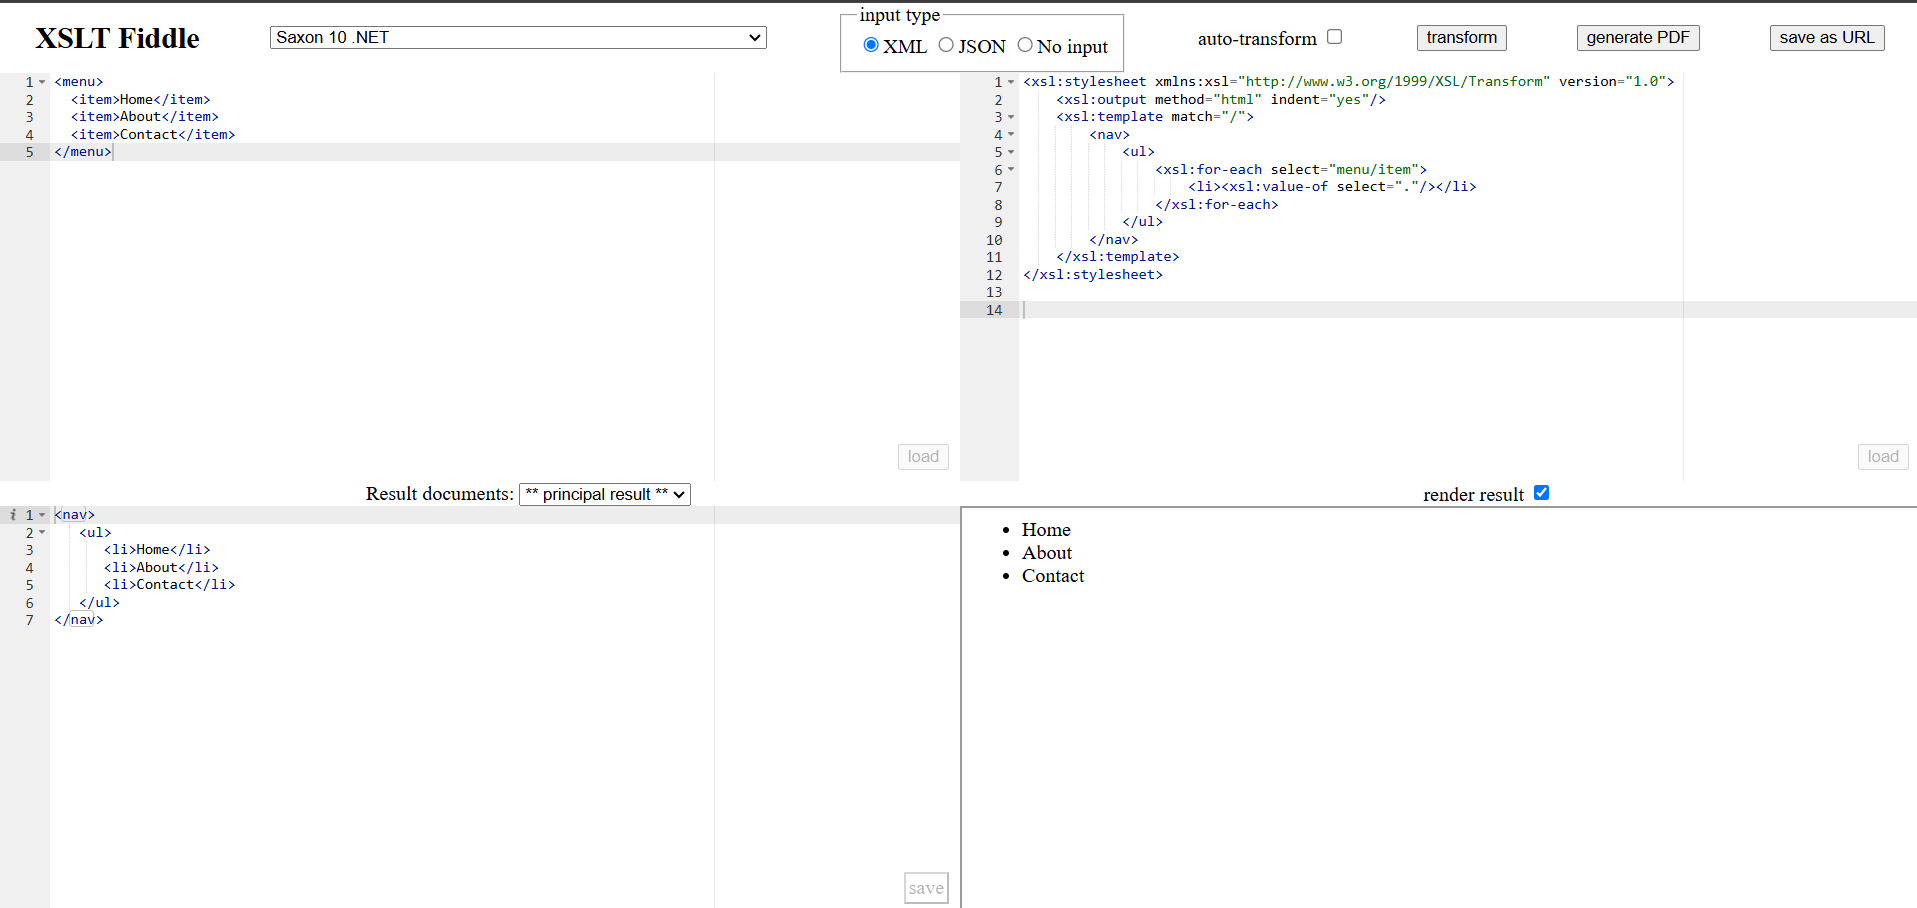 XSLT Fiddle
Saxon 10 .NET
input type
XML JSON No input
auto-transform
transform
generate PDF
save as URL
1 <menu>
2   <item>Home</item>
3   <item>About</item>
4   <item>Contact</item>
5 </menu>
load
1 <xsl:stylesheet xmlns:xsl="http://www.w3.org/1999/XSL/Transform" version="1.0">
2     <xsl:output method="html" indent="yes"/>
3     <xsl:template match="/">
4         <nav>
5             <ul>
6                 <xsl:for-each select="menu/item">
7                     <li><xsl:value-of select="."/></li>
8                 </xsl:for-each>
9             </ul>
10         </nav>
11     </xsl:template>
12 </xsl:stylesheet>
13
14
load
Result documents: ** principal result **
render result
i 1 <nav>
2    <ul>
3       <li>Home</li>
4       <li>About</li>
5       <li>Contact</li>
6    </ul>
7 </nav>
save
• Home
• About
• Contact